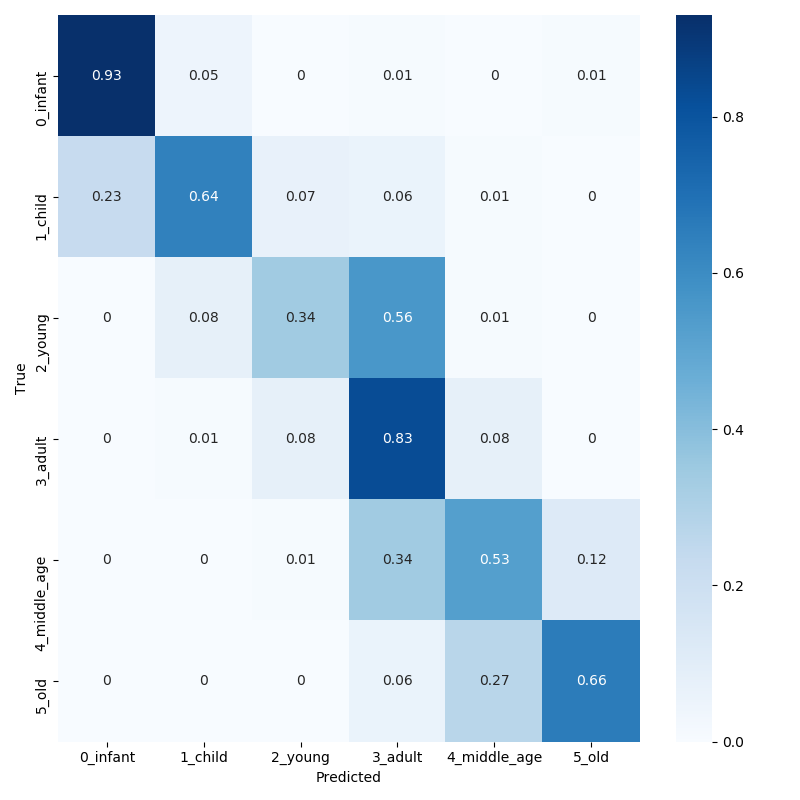 True
0_infant 0.93 0.05 0 0.01 0 0.01
1_child 0.23 0.64 0.07 0.06 0.01 0
2_young 0 0.08 0.34 0.56 0.01 0
3_adult 0 0.01 0.08 0.83 0.08 0
4_middle_age 0 0 0.01 0.34 0.53 0.12
5_old 0 0 0 0.06 0.27 0.66
0_infant 1_child 2_young 3_adult 4_middle_age 5_old
Predicted
0.8
0.6
0.4
0.2
0.0